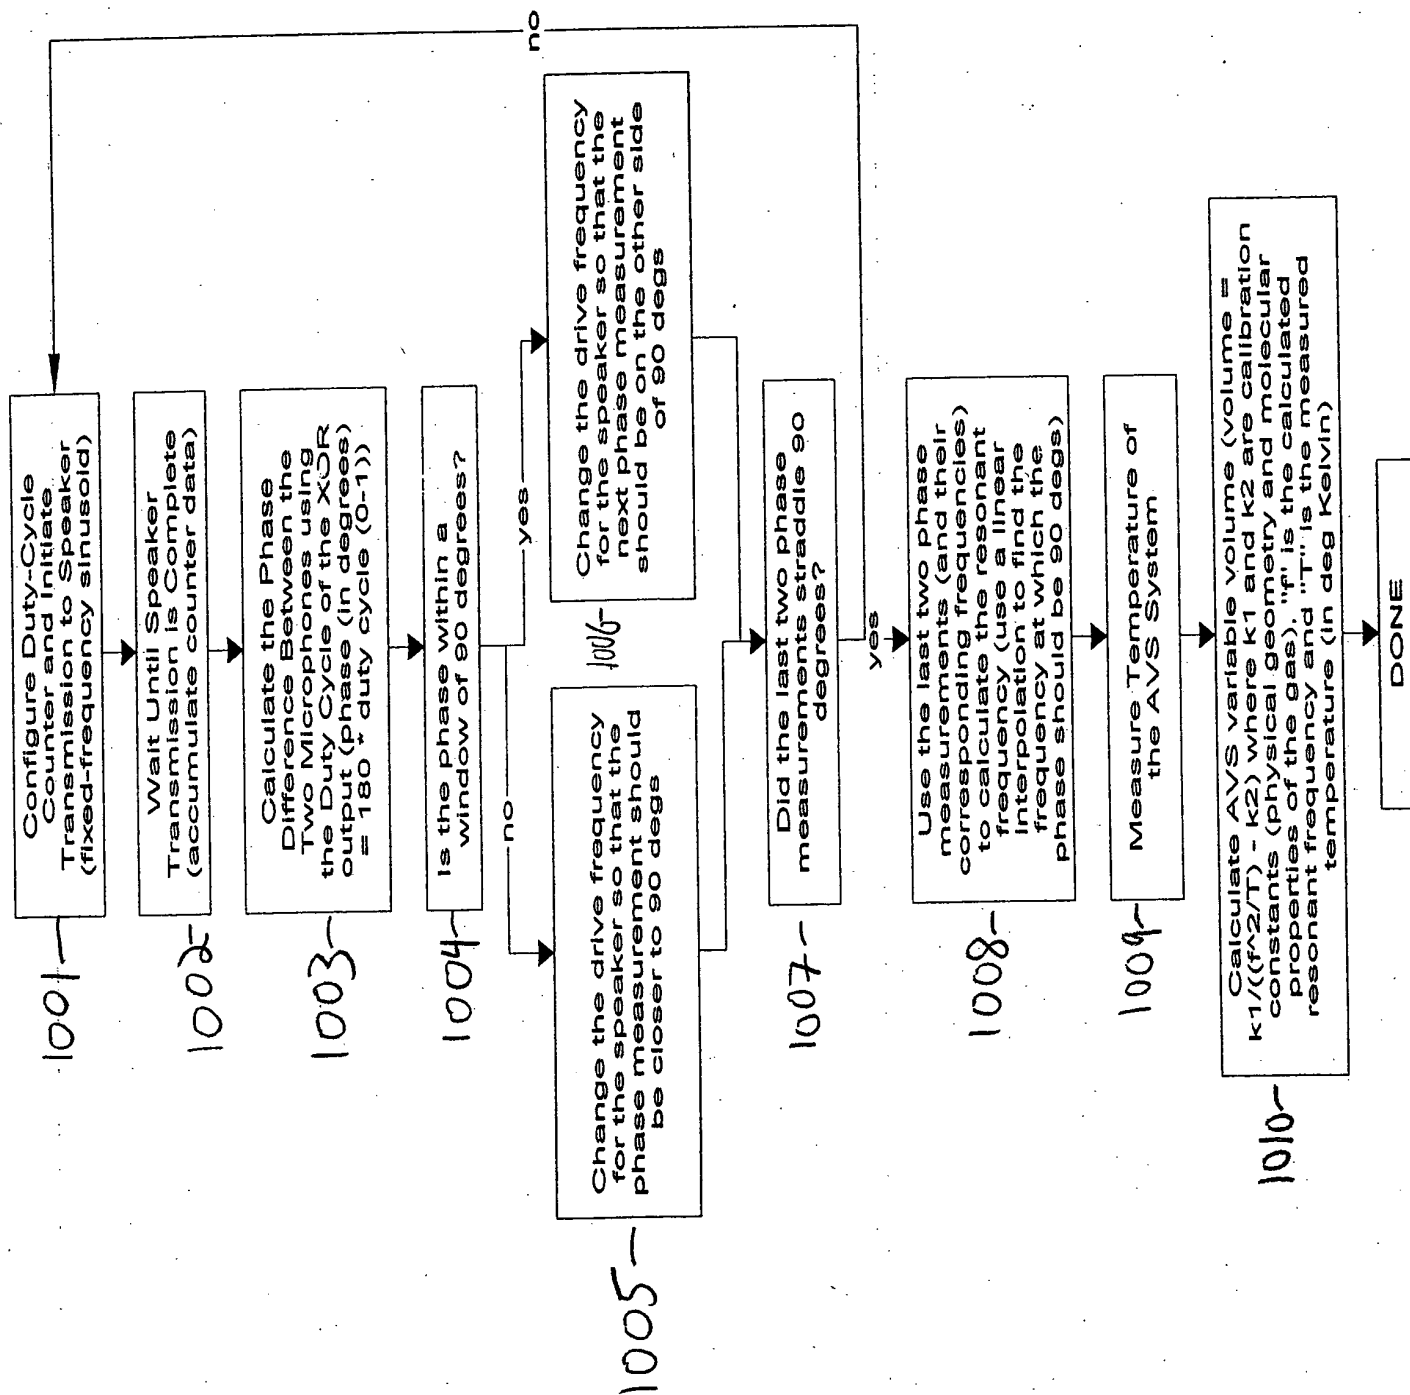 1001
Configure Duty-Cycle
Counter and Initiate
Transmission to Speaker
(fixed-frequency sinusoid)
1002
Wait Until Speaker
Transmission is Complete
(accumulate counter data)
1003
Calculate the Phase
Difference Between the
Two Microphones using
the Duty Cycle of the XOR
output (phase (in degrees)
= 180 * duty cycle (0-1))
1004
Is the phase within a
window of 90 degrees?
no
yes
1005
Change the drive frequency
for the speaker so that the
phase measurement should
be closer to 90 degs
1006
Change the drive frequency
for the speaker so that the
next phase measurement
should be on the other side
of 90 degs
1007
Did the last two phase
measurements straddle 90
degrees?
no
yes
1008
Use the last two phase
measurements (and their
corresponding frequencies)
to calculate the resonant
frequency (use a linear
interpolation to find the
frequency at which the
phase should be 90 degs)
1009
Measure Temperature of
the AVS System
1010
Calculate AVS variable volume (volume =
k1/((f^2/T) - k2) where k1 and k2 are calibration
constants (physical geometry and molecular
properties of the gas), "f' is the calculated
resonant frequency and "T" is the measured
temperature (in deg Kelvin)
DONE